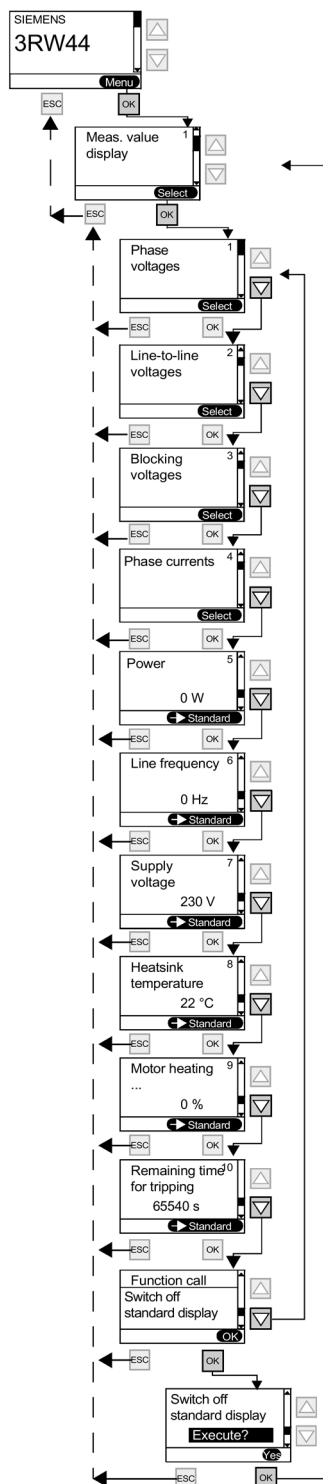 SIEMENS
3RW44
Menu
ESC
OK
Meas. value 1
display
Select
ESC
OK
Phase 1
voltages
Select
ESC
OK
Line-to-line 2
voltages
Select
ESC
OK
Blocking 3
voltages
Select
ESC
OK
Phase currents 4
Select
ESC
OK
Power 5
0 W
Standard
ESC
OK
Line frequency 6
0 Hz
Standard
ESC
OK
Supply 7
voltage
230 V
Standard
ESC
OK
Heatsink 8
temperature
22 °C
Standard
ESC
OK
Motor heating 9
...
0 %
Standard
ESC
OK
Remaining time 10
for tripping
65540 s
Standard
ESC
OK
Function call
Switch off
standard display
OK
ESC
OK
Switch off
standard display
Execute?
Yes
ESC
OK